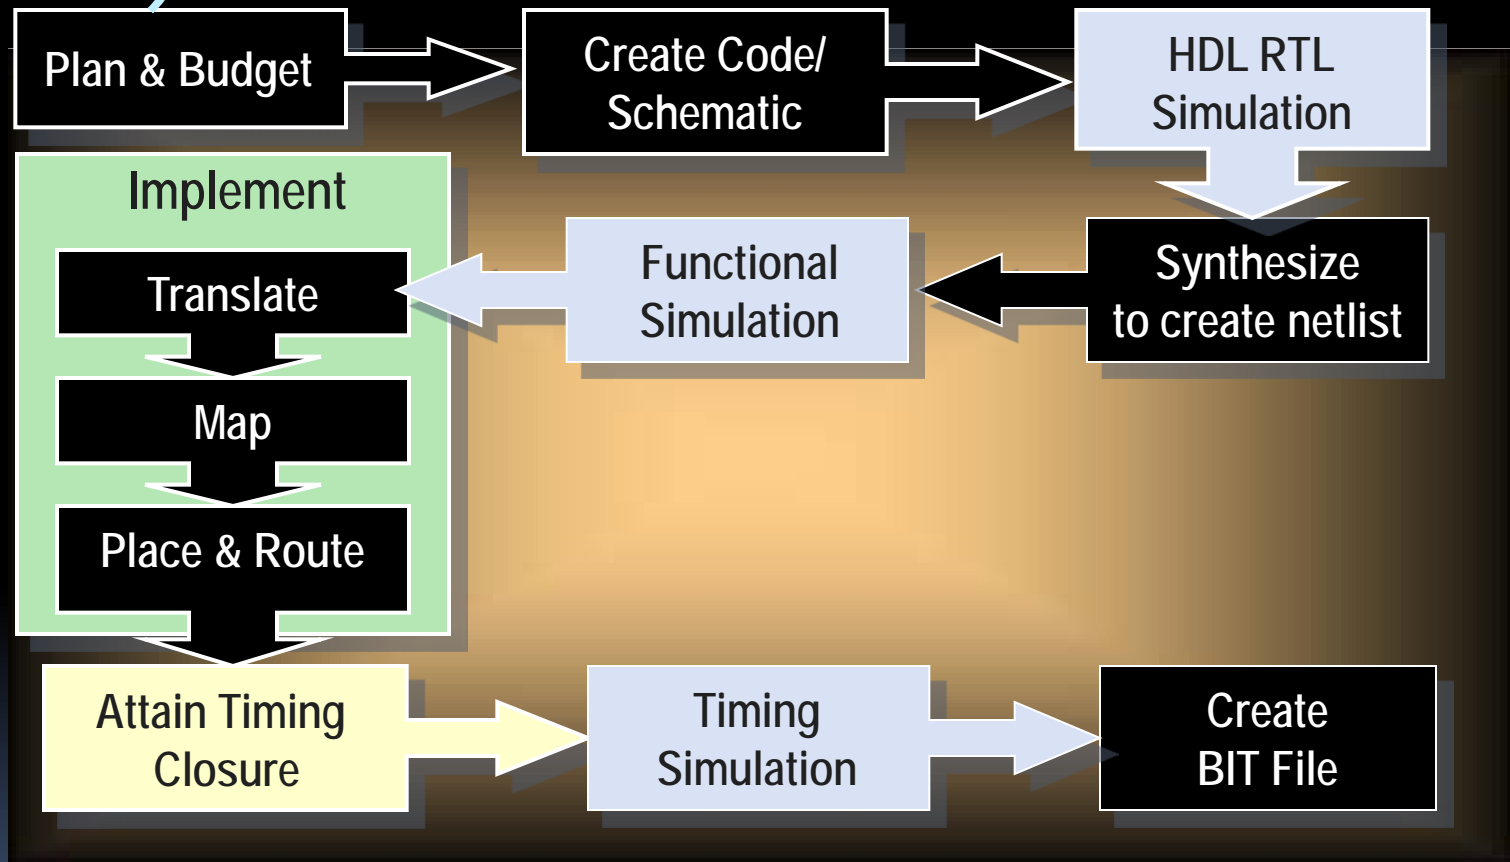 Plan & Budget
Create Code/
Schematic
HDL RTL
Simulation
Synthesize
to create netlist
Functional
Simulation
Implement
Translate
Map
Place & Route
Attain Timing
Closure
Timing
Simulation
Create
BIT File